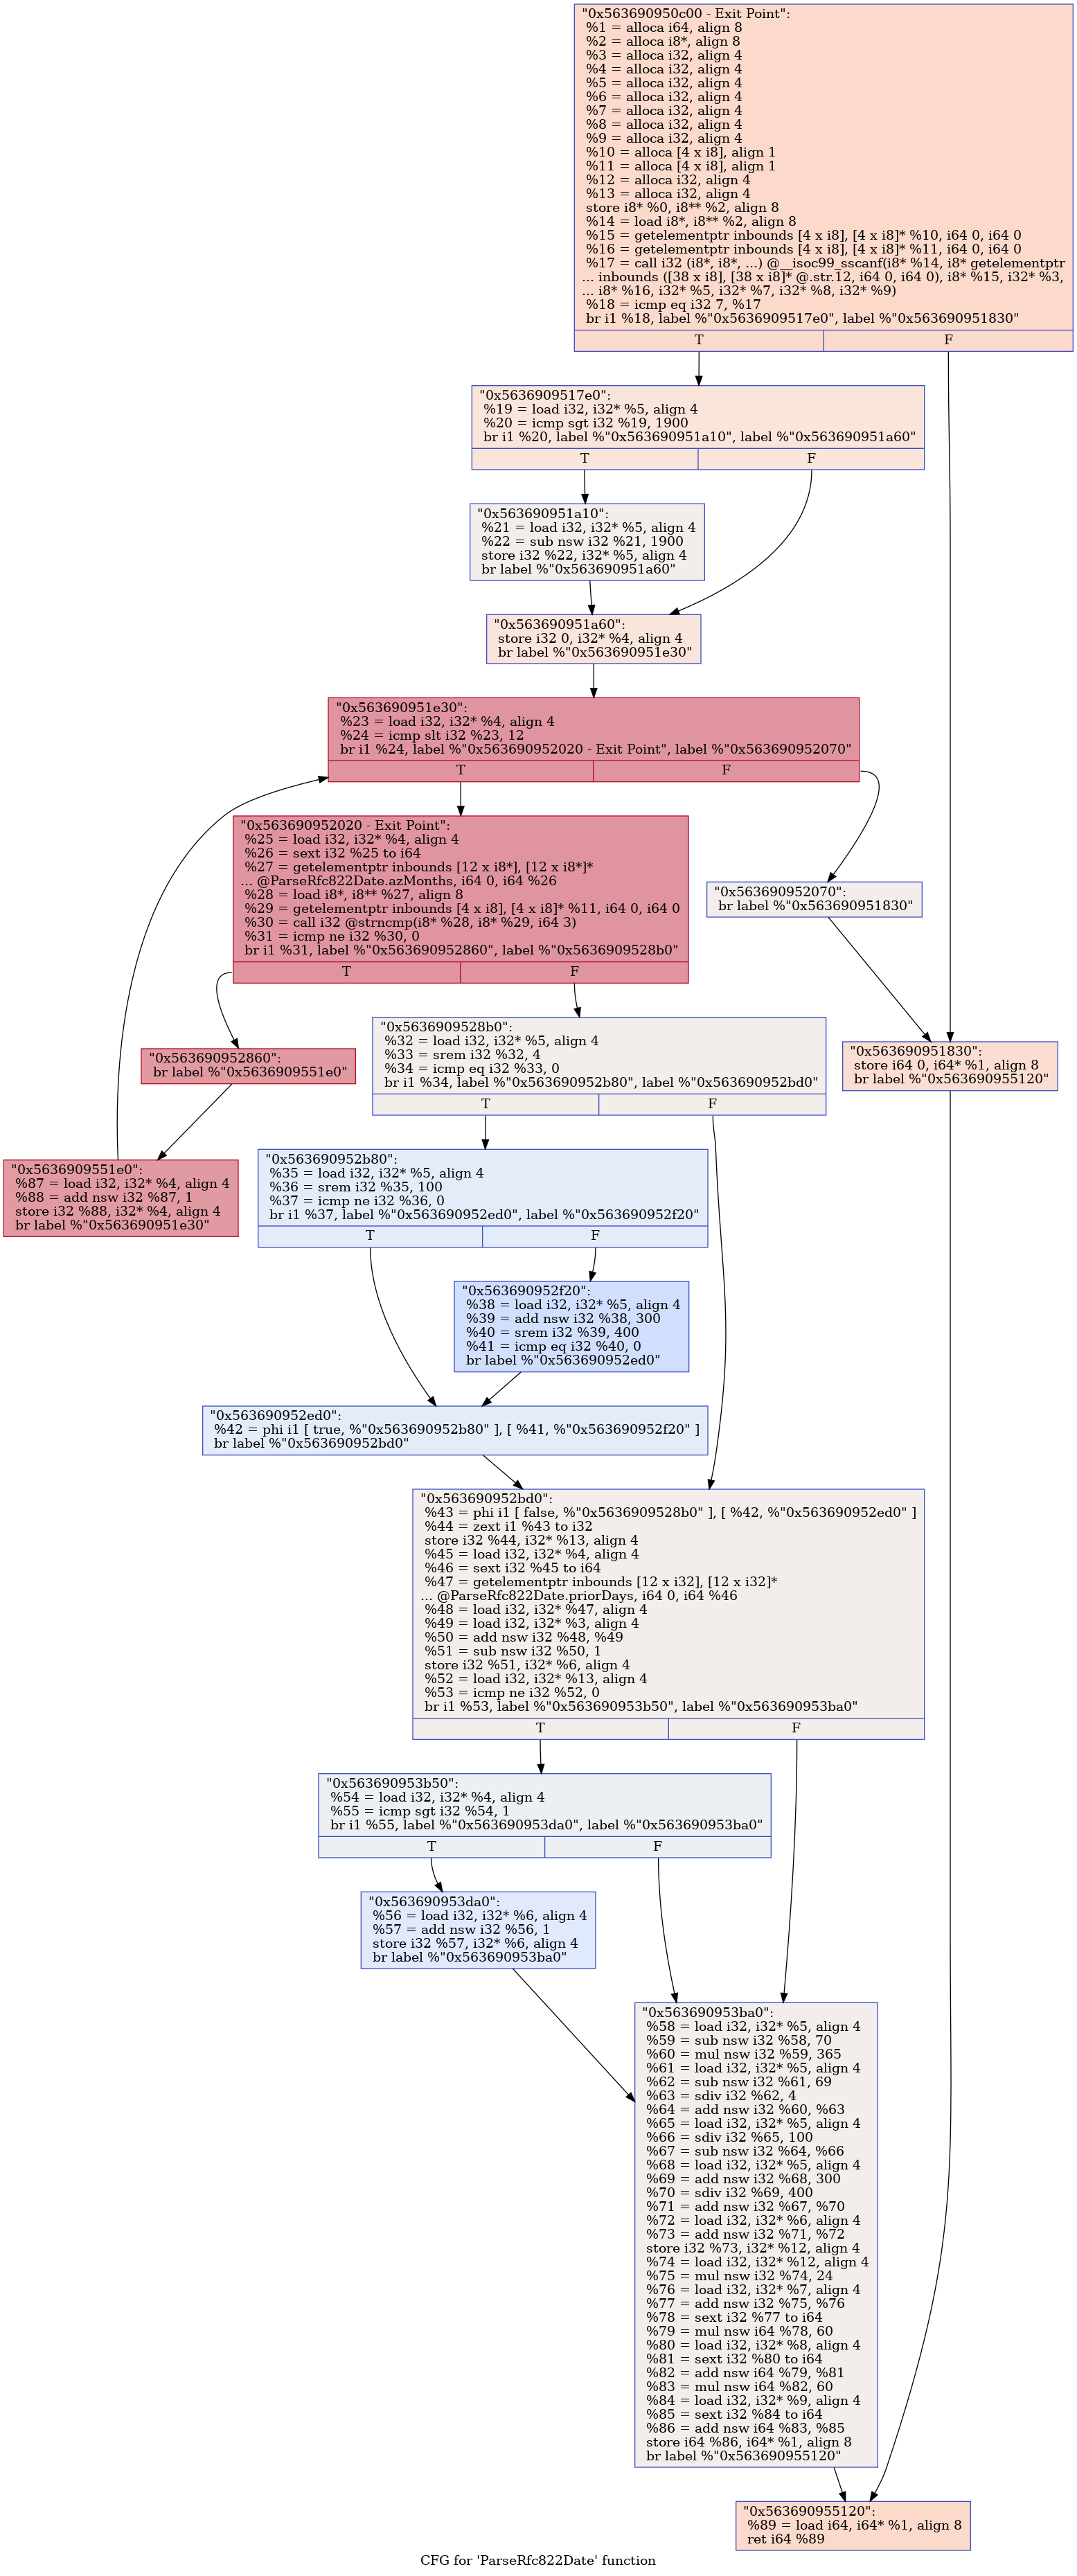 "0x563690950c00 - Exit Point":
%1 = alloca i64, align 8
%2 = alloca i8*, align 8
%3 = alloca i32, align 4
%4 = alloca i32, align 4
%5 = alloca i32, align 4
%6 = alloca i32, align 4
%7 = alloca i32, align 4
%8 = alloca i32, align 4
%9 = alloca i32, align 4
%10 = alloca [4 x i8], align 1
%11 = alloca [4 x i8], align 1
%12 = alloca i32, align 4
%13 = alloca i32, align 4
store i8* %0, i8** %2, align 8
%14 = load i8*, i8** %2, align 8
%15 = getelementptr inbounds [4 x i8], [4 x i8]* %10, i64 0, i64 0
%16 = getelementptr inbounds [4 x i8], [4 x i8]* %11, i64 0, i64 0
%17 = call i32 (i8*, i8*, ...) @__isoc99_sscanf(i8* %14, i8* getelementptr
... inbounds ([38 x i8], [38 x i8]* @.str.12, i64 0, i64 0), i8* %15, i32* %3,
... i8* %16, i32* %5, i32* %7, i32* %8, i32* %9)
%18 = icmp eq i32 7, %17
br i1 %18, label %"0x5636909517e0", label %"0x563690951830"
T F
"0x5636909517e0":
%19 = load i32, i32* %5, align 4
%20 = icmp sgt i32 %19, 1900
br i1 %20, label %"0x563690951a10", label %"0x563690951a60"
T F
"0x563690951a10":
%21 = load i32, i32* %5, align 4
%22 = sub nsw i32 %21, 1900
store i32 %22, i32* %5, align 4
br label %"0x563690951a60"
"0x563690951a60":
store i32 0, i32* %4, align 4
br label %"0x563690951e30"
"0x563690951e30":
%23 = load i32, i32* %4, align 4
%24 = icmp slt i32 %23, 12
br i1 %24, label %"0x563690952020 - Exit Point", label %"0x563690952070"
T F
"0x563690952020 - Exit Point":
%25 = load i32, i32* %4, align 4
%26 = sext i32 %25 to i64
%27 = getelementptr inbounds [12 x i8*], [12 x i8*]*
... @ParseRfc822Date.azMonths, i64 0, i64 %26
%28 = load i8*, i8** %27, align 8
%29 = getelementptr inbounds [4 x i8], [4 x i8]* %11, i64 0, i64 0
%30 = call i32 @strncmp(i8* %28, i8* %29, i64 3)
%31 = icmp ne i32 %30, 0
br i1 %31, label %"0x563690952860", label %"0x5636909528b0"
T F
"0x563690952070":
br label %"0x563690951830"
"0x5636909528b0":
%32 = load i32, i32* %5, align 4
%33 = srem i32 %32, 4
%34 = icmp eq i32 %33, 0
br i1 %34, label %"0x563690952b80", label %"0x563690952bd0"
T F
"0x563690951830":
store i64 0, i64* %1, align 8
br label %"0x563690955120"
"0x563690952860":
br label %"0x5636909551e0"
"0x5636909551e0":
%87 = load i32, i32* %4, align 4
%88 = add nsw i32 %87, 1
store i32 %88, i32* %4, align 4
br label %"0x563690951e30"
"0x563690952b80":
%35 = load i32, i32* %5, align 4
%36 = srem i32 %35, 100
%37 = icmp ne i32 %36, 0
br i1 %37, label %"0x563690952ed0", label %"0x563690952f20"
T F
"0x563690952f20":
%38 = load i32, i32* %5, align 4
%39 = add nsw i32 %38, 300
%40 = srem i32 %39, 400
%41 = icmp eq i32 %40, 0
br label %"0x563690952ed0"
"0x563690952ed0":
%42 = phi i1 [ true, %"0x563690952b80" ], [ %41, %"0x563690952f20" ]
br label %"0x563690952bd0"
"0x563690952bd0":
%43 = phi i1 [ false, %"0x5636909528b0" ], [ %42, %"0x563690952ed0" ]
%44 = zext i1 %43 to i32
store i32 %44, i32* %13, align 4
%45 = load i32, i32* %4, align 4
%46 = sext i32 %45 to i64
%47 = getelementptr inbounds [12 x i32], [12 x i32]*
... @ParseRfc822Date.priorDays, i64 0, i64 %46
%48 = load i32, i32* %47, align 4
%49 = load i32, i32* %3, align 4
%50 = add nsw i32 %48, %49
%51 = sub nsw i32 %50, 1
store i32 %51, i32* %6, align 4
%52 = load i32, i32* %13, align 4
%53 = icmp ne i32 %52, 0
br i1 %53, label %"0x563690953b50", label %"0x563690953ba0"
T F
"0x563690953b50":
%54 = load i32, i32* %4, align 4
%55 = icmp sgt i32 %54, 1
br i1 %55, label %"0x563690953da0", label %"0x563690953ba0"
T F
"0x563690953da0":
%56 = load i32, i32* %6, align 4
%57 = add nsw i32 %56, 1
store i32 %57, i32* %6, align 4
br label %"0x563690953ba0"
"0x563690953ba0":
%58 = load i32, i32* %5, align 4
%59 = sub nsw i32 %58, 70
%60 = mul nsw i32 %59, 365
%61 = load i32, i32* %5, align 4
%62 = sub nsw i32 %61, 69
%63 = sdiv i32 %62, 4
%64 = add nsw i32 %60, %63
%65 = load i32, i32* %5, align 4
%66 = sdiv i32 %65, 100
%67 = sub nsw i32 %64, %66
%68 = load i32, i32* %5, align 4
%69 = add nsw i32 %68, 300
%70 = sdiv i32 %69, 400
%71 = add nsw i32 %67, %70
%72 = load i32, i32* %6, align 4
%73 = add nsw i32 %71, %72
store i32 %73, i32* %12, align 4
%74 = load i32, i32* %12, align 4
%75 = mul nsw i32 %74, 24
%76 = load i32, i32* %7, align 4
%77 = add nsw i32 %75, %76
%78 = sext i32 %77 to i64
%79 = mul nsw i64 %78, 60
%80 = load i32, i32* %8, align 4
%81 = sext i32 %80 to i64
%82 = add nsw i64 %79, %81
%83 = mul nsw i64 %82, 60
%84 = load i32, i32* %9, align 4
%85 = sext i32 %84 to i64
%86 = add nsw i64 %83, %85
store i64 %86, i64* %1, align 8
br label %"0x563690955120"
"0x563690955120":
%89 = load i64, i64* %1, align 8
ret i64 %89
CFG for 'ParseRfc822Date' function